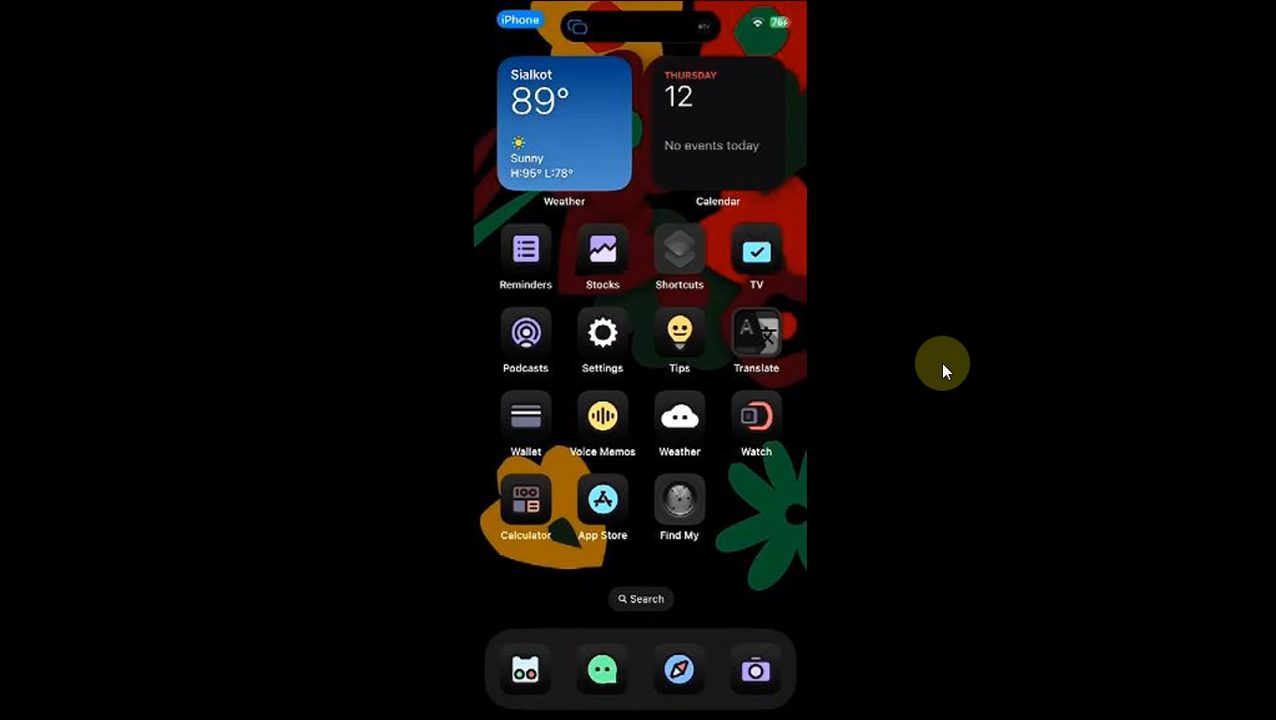 iPhone
76
Sialkot
89°
Sunny
H:95° L:78°
Weather
THURSDAY
12
No events today
Calendar
Reminders Stocks Shortcuts TV
Podcasts Settings Tips Translate
Wallet Voice Memos Weather Watch
Calculator App Store Find My
Search